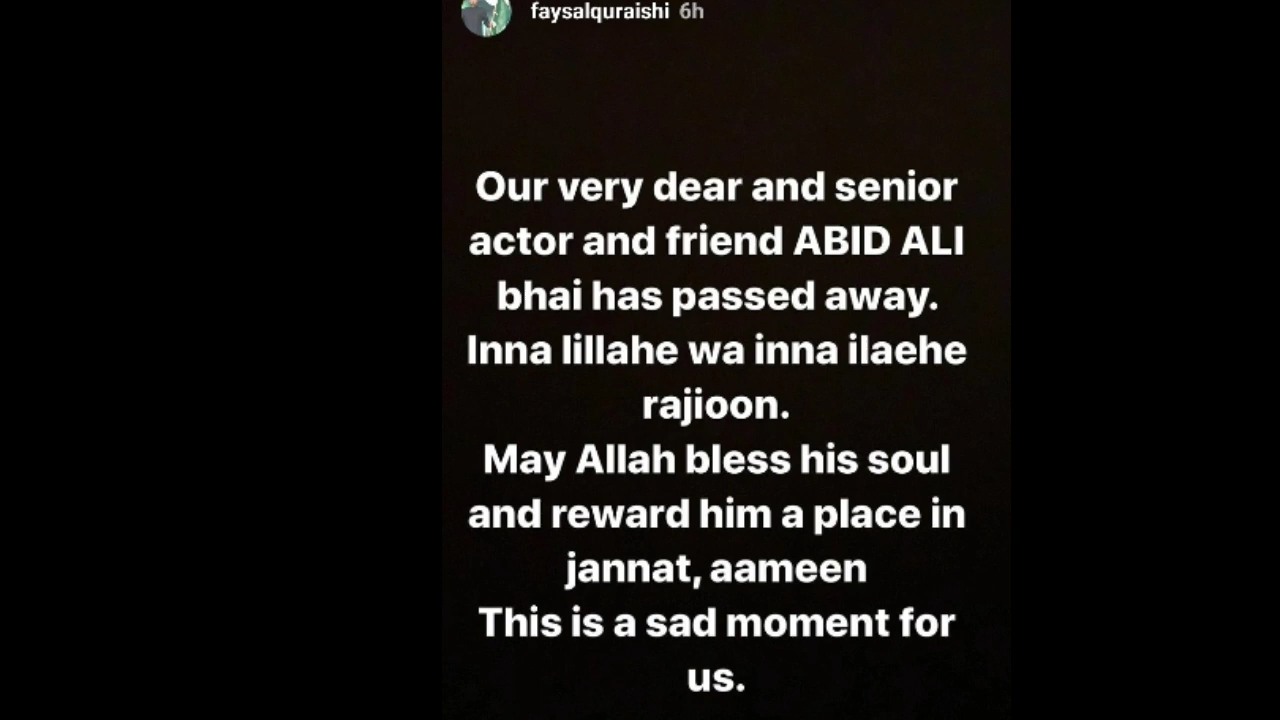 faysalquraishi 6h
Our very dear and senior
actor and friend ABID ALI
bhai has passed away.
Inna lillahe wa inna ilaehe
rajioon.
May Allah bless his soul
and reward him a place in
jannat, aameen
This is a sad moment for
us.